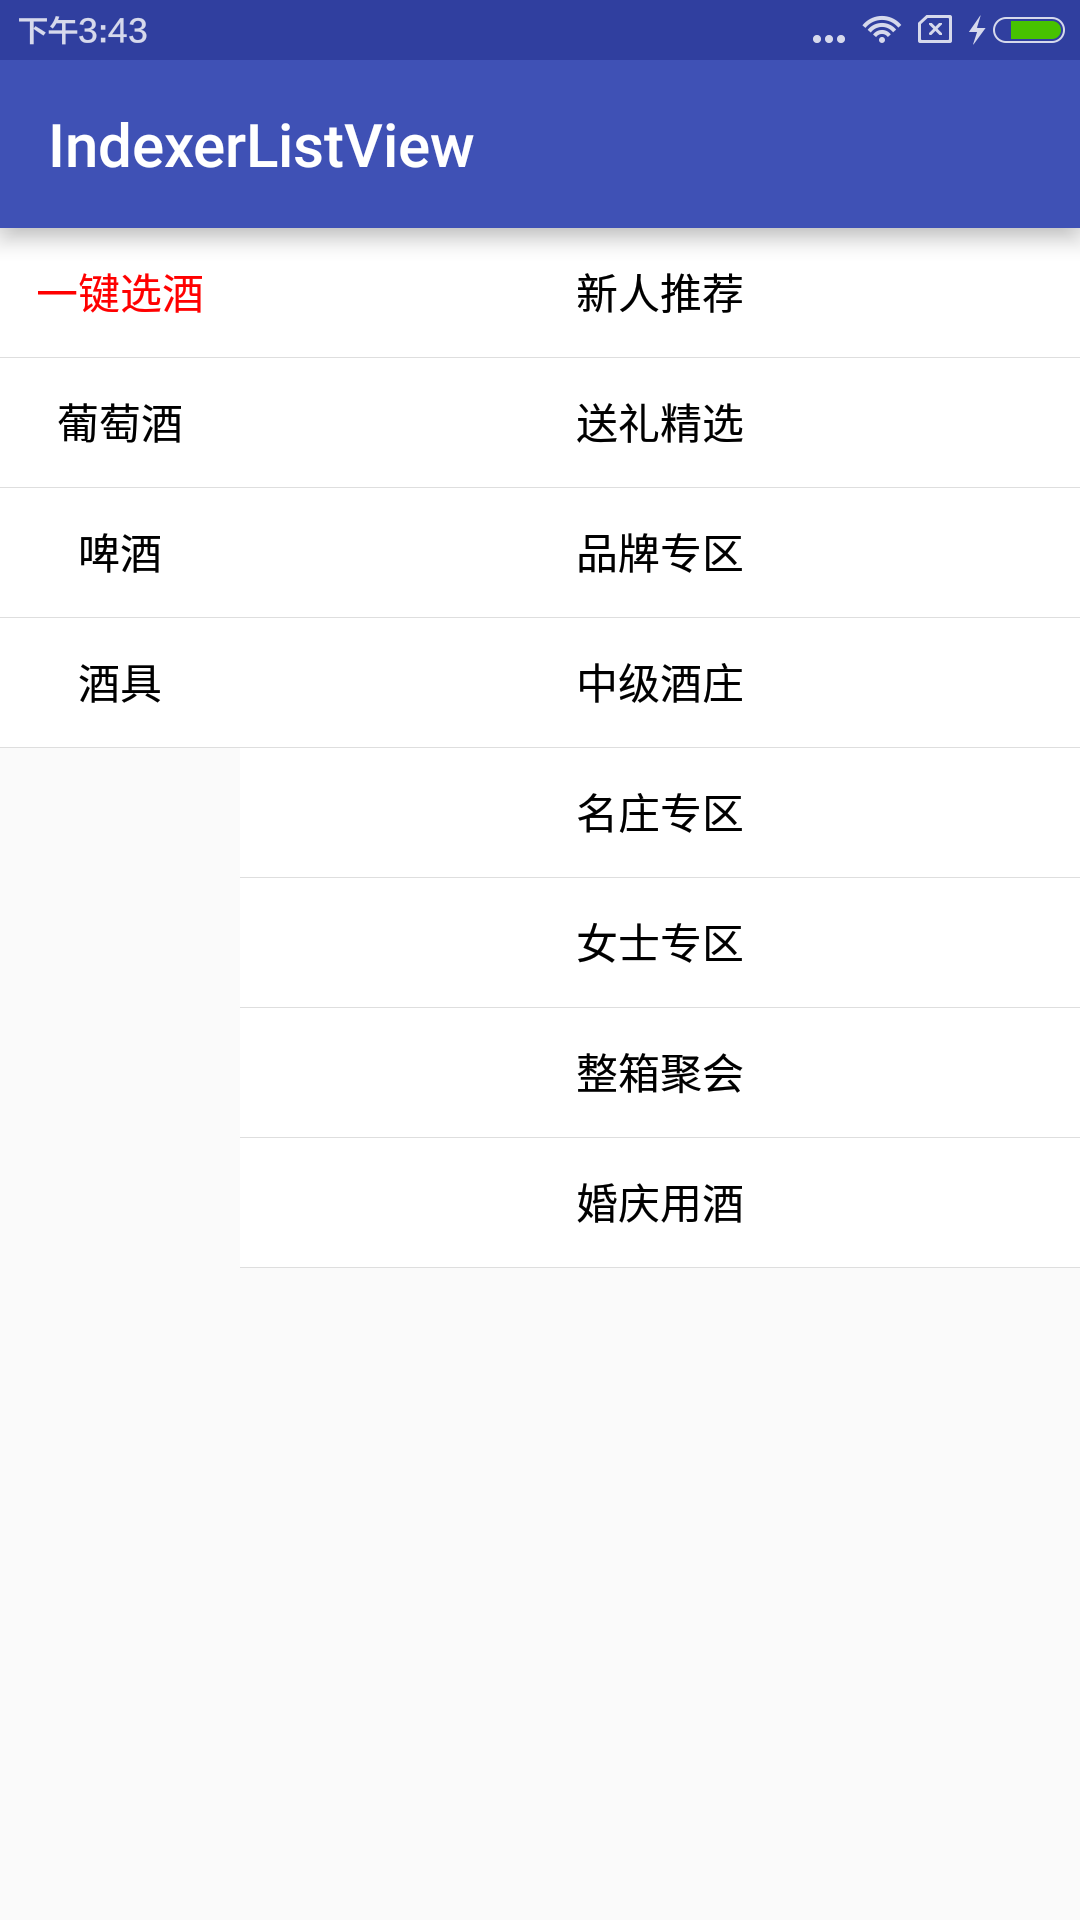 下午3:43
IndexerListView
一键选酒 新人推荐
葡萄酒 送礼精选
啤酒 品牌专区
酒具 中级酒庄
名庄专区
女士专区
整箱聚会
婚庆用酒